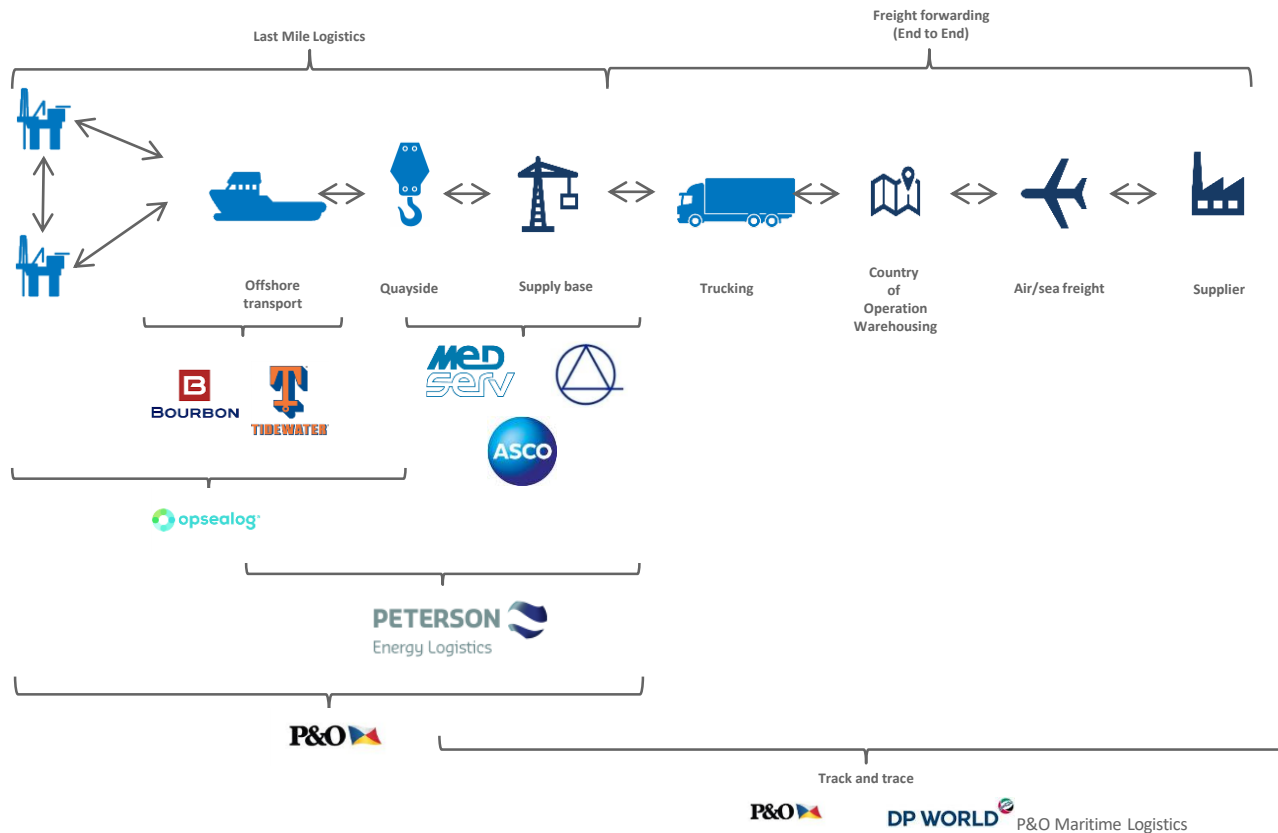 Last Mile Logistics
Freight forwarding
(End to End)
Offshore
transport
Quayside
Supply base
Trucking
Country
of
Operation
Warehousing
Air/sea freight
Supplier
B
BOURBON
TIDEWATER
MED
serv
ASCO
opsealog
PETERSON
Energy Logistics
P&O
Track and trace
P&O
DP WORLD
P&O Maritime Logistics